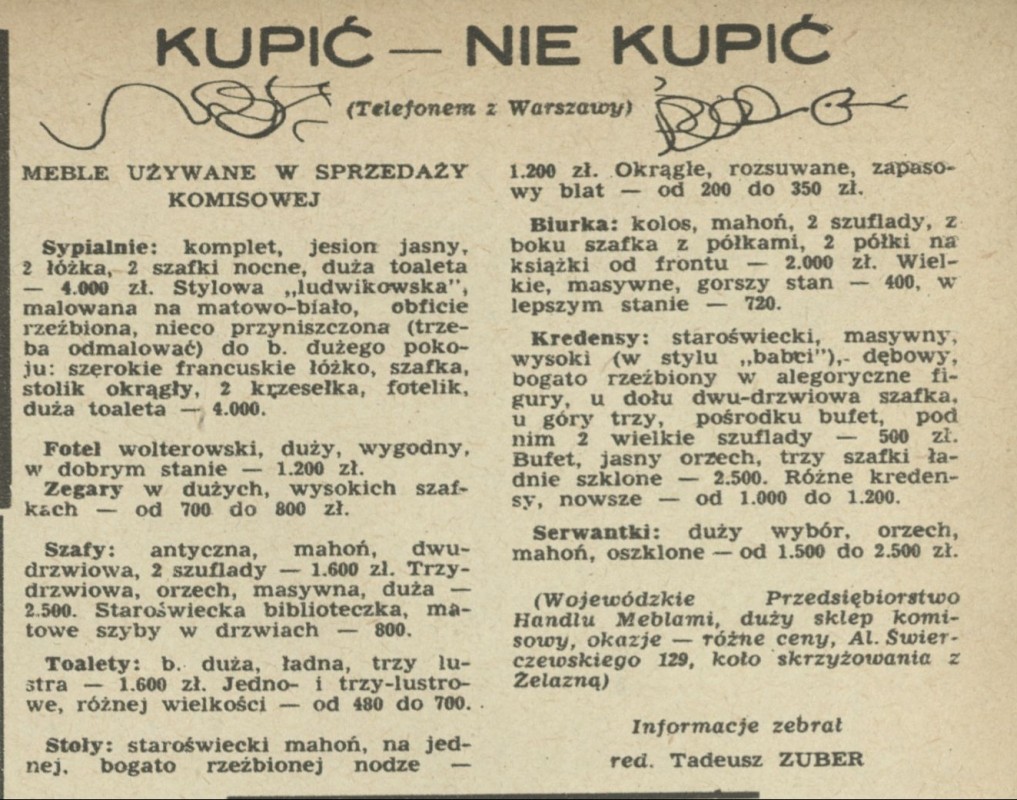 KUPIĆ — NIE KUPIĆ
(Telefonem z Warszawy)
MEBLE UŻYWANE W SPRZEDAŻY
KOMISOWEJ
Sypialnie: komplet, jesion jasny,
2 łóżka, 2 szafki nocne, duża toaleta
— 4.000 zł. Stylowa „ludwikowska",
malowana na matowo-biało, obficie
rzeźbiona, nieco przyniszczona (trze-
ba odmalować) do b. dużego poko-
ju: szerokie francuskie łóżko, szafka,
stolik okrągły, 2 krzesełka, fotelik,
duża toaleta — 4.000.
Fotel wolterowski, duży, wygodny,
w dobrym stanie — 1.200 zł.
Zegary w dużych, wysokich szaf-
kach — od 700 do 800 zł.
Szafy: antyczna, mahoń, dwu-
drzwiowa, 2 szuflady — 1.600 zł. Trzy-
drzwiowa, orzech, masywna, duża —
2.500. Staroświecka biblioteczka, ma-
towe szyby w drzwiach — 800.
Toalety: b. duża, ładna, trzy lu-
stra — 1.600 zł. Jedno- i trzy-lustro-
we, różnej wielkości — od 480 do 700.
Stoły: staroświecki mahoń, na jed-
nej, bogato rzeźbionej nodze —
1.200 zł. Okrągłe, rozsuwane, zapaso-
wy blat — od 200 do 350 zł.
Biurka: kolos, mahoń, 2 szuflady, z
boku szafka z półkami, 2 półki na
książki od frontu — 2.000 zł. Wiel-
kie, masywne, gorszy stan — 400, w
lepszym stanie — 720.
Kredensy: staroświecki, masywny,
wysoki (w stylu „babci"), dębowy,
bogato rzeźbiony w alegoryczne fi-
gury, u dołu dwu-drzwiowa szafka,
u góry trzy, pośrodku bufet, pod
nim 2 wielkie szuflady — 500 zł.
Bufet, jasny orzech, trzy szafki ła-
dnie szklone — 2.500. Różne kreden-
sy, nowsze — od 1.000 do 1.200.
Serwantki: duży wybór, orzech,
mahoń, oszklone — od 1.500 do 2.500 zł.
(Wojewódzkie Przedsiębiorstwo
Handlu Meblami, duży sklep komi-
sowy, okazje — różne ceny, Al. Świer-
czewskiego 129, koło skrzyżowania z
Żelazną)
Informacje zebrał
red. Tadeusz ZUBER